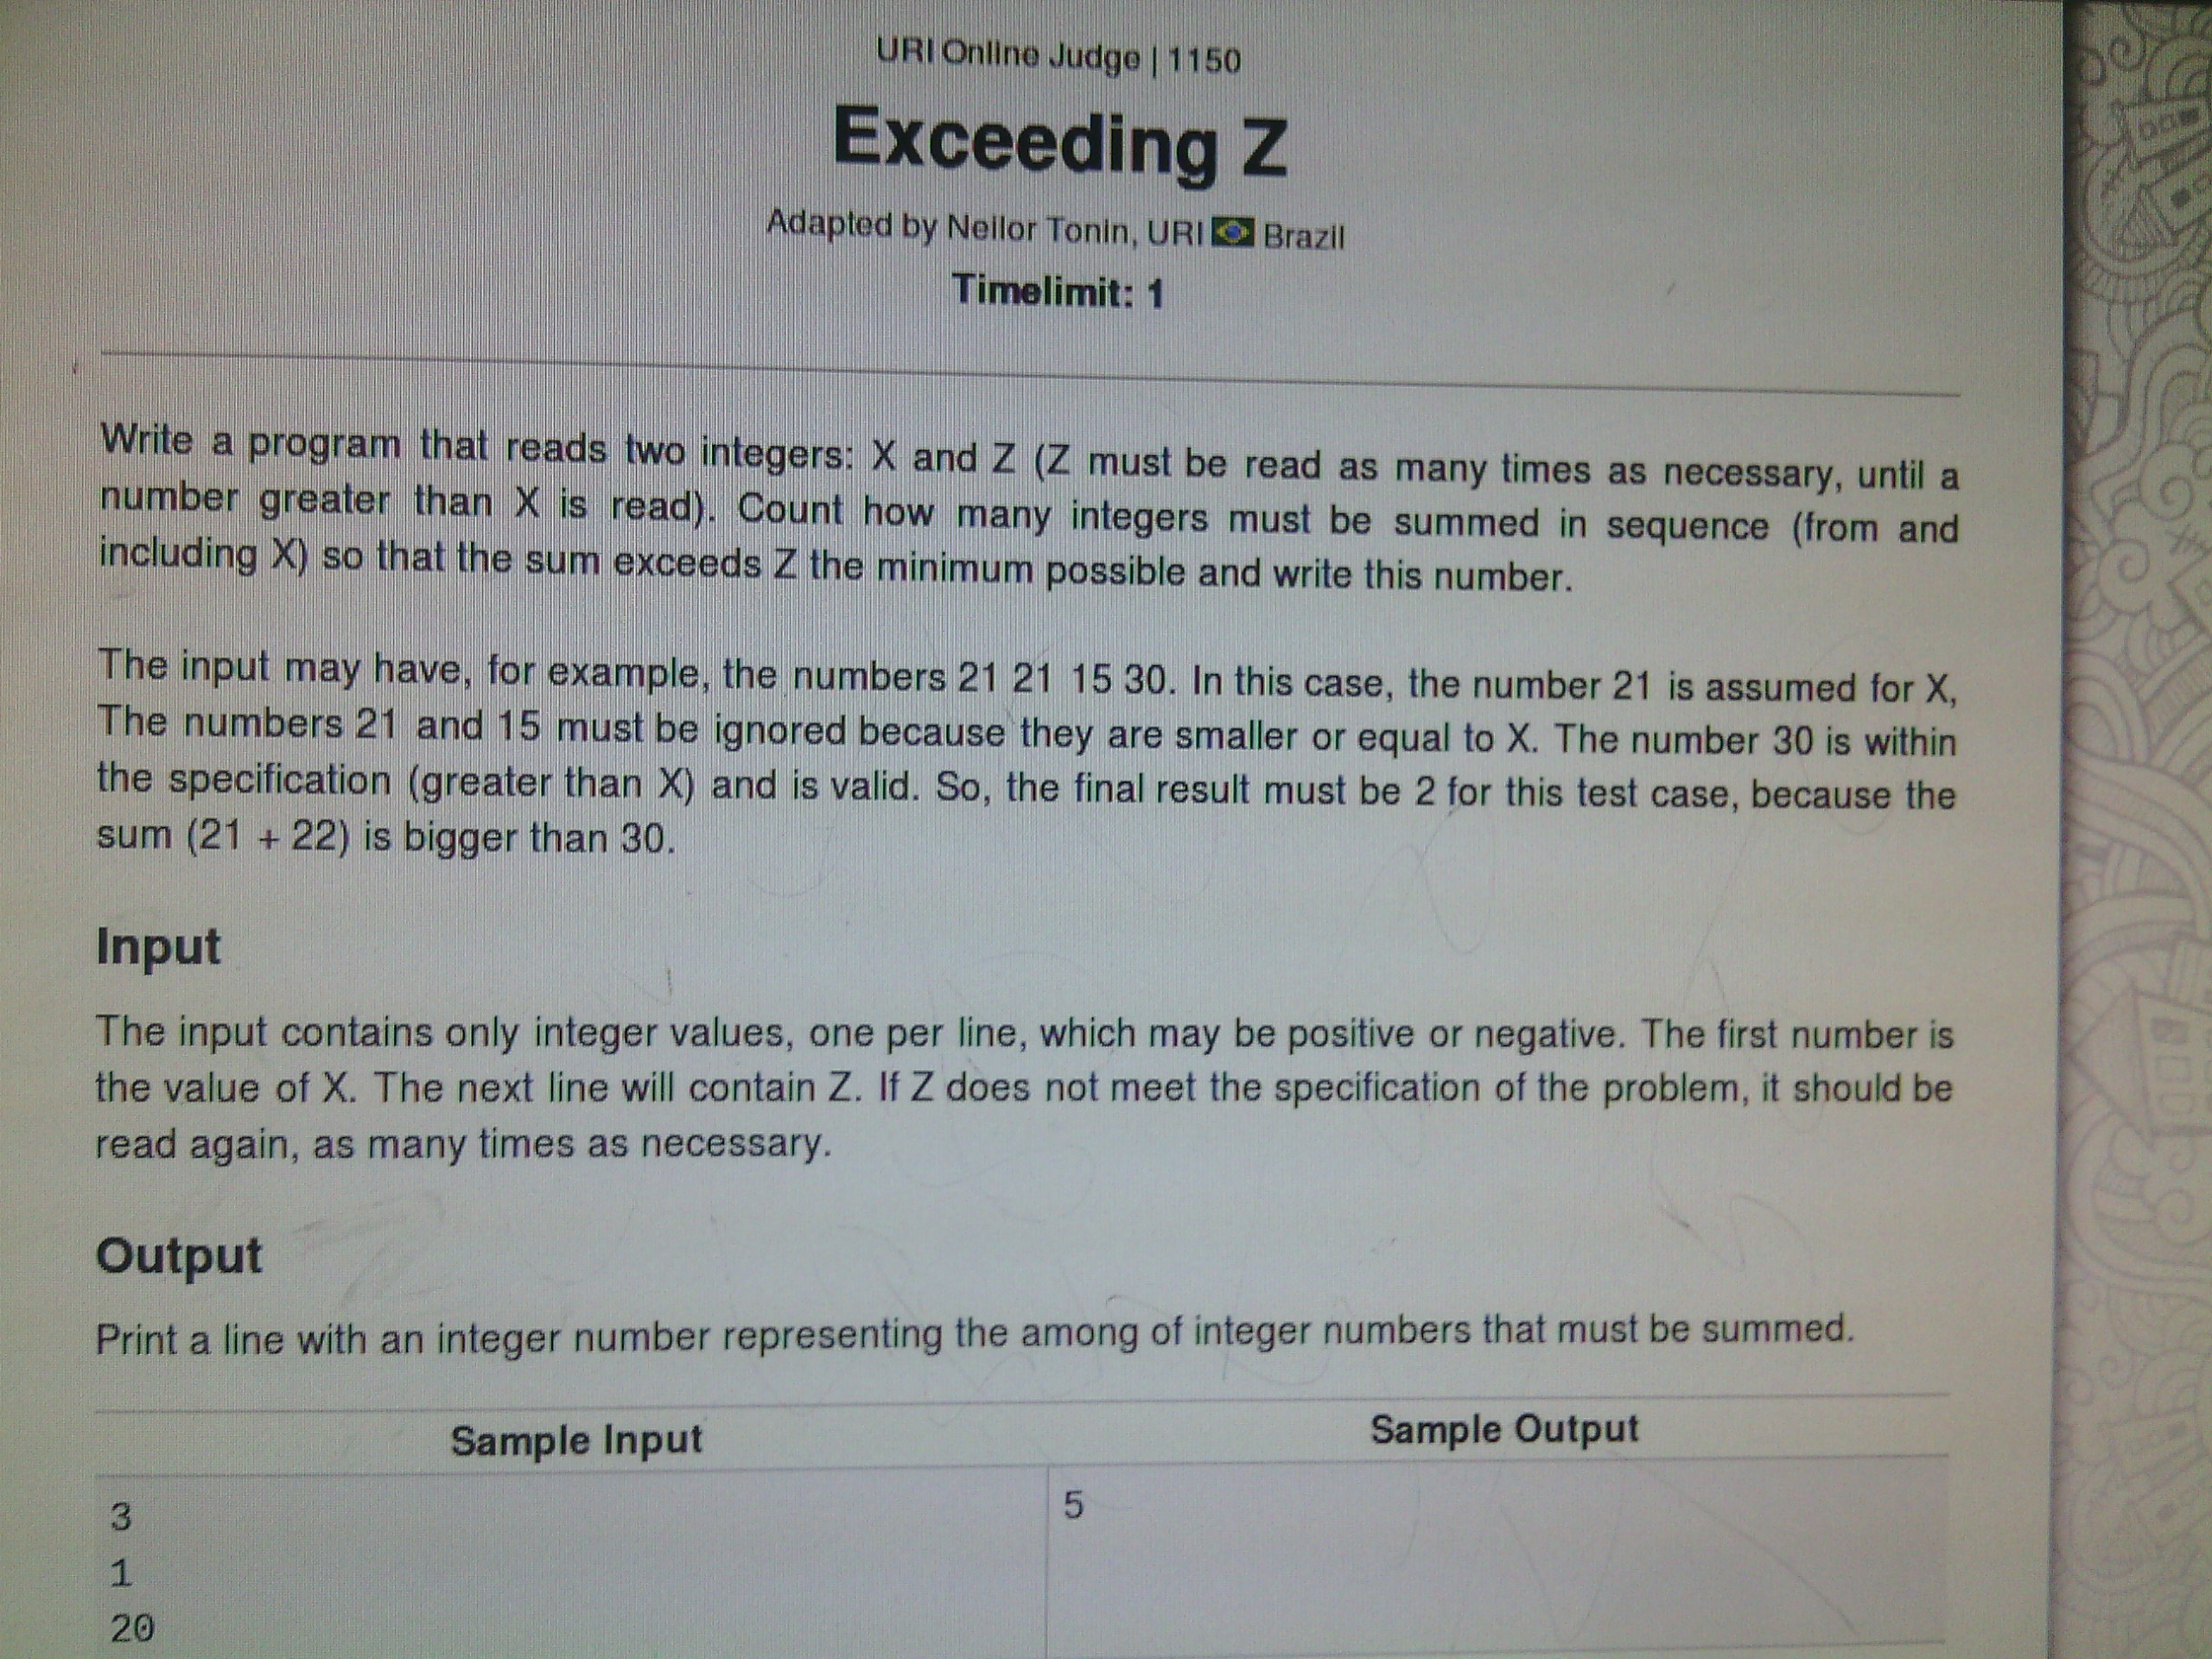 URI Online Judge | 1150
Exceeding Z
Adapted by Neilor Tonin, URI Brazil
Timelimit: 1
Write a program that reads two integers: X and Z (Z must be read as many times as necessary, until a
number greater than X is read). Count how many integers must be summed in sequence (from and
including X) so that the sum exceeds Z the minimum possible and write this number.
The input may have, for example, the numbers 21 21 15 30. In this case, the number 21 is assumed for X,
The numbers 21 and 15 must be ignored because they are smaller or equal to X. The number 30 is within
the specification (greater than X) and is valid. So, the final result must be 2 for this test case, because the
sum (21 + 22) is bigger than 30.
Input
The input contains only integer values, one per line, which may be positive or negative. The first number is
the value of X. The next line will contain Z. If Z does not meet the specification of the problem, it should be
read again, as many times as necessary.
Output
Print a line with an integer number representing the among of integer numbers that must be summed.
Sample Input
Sample Output
3
5
1
20